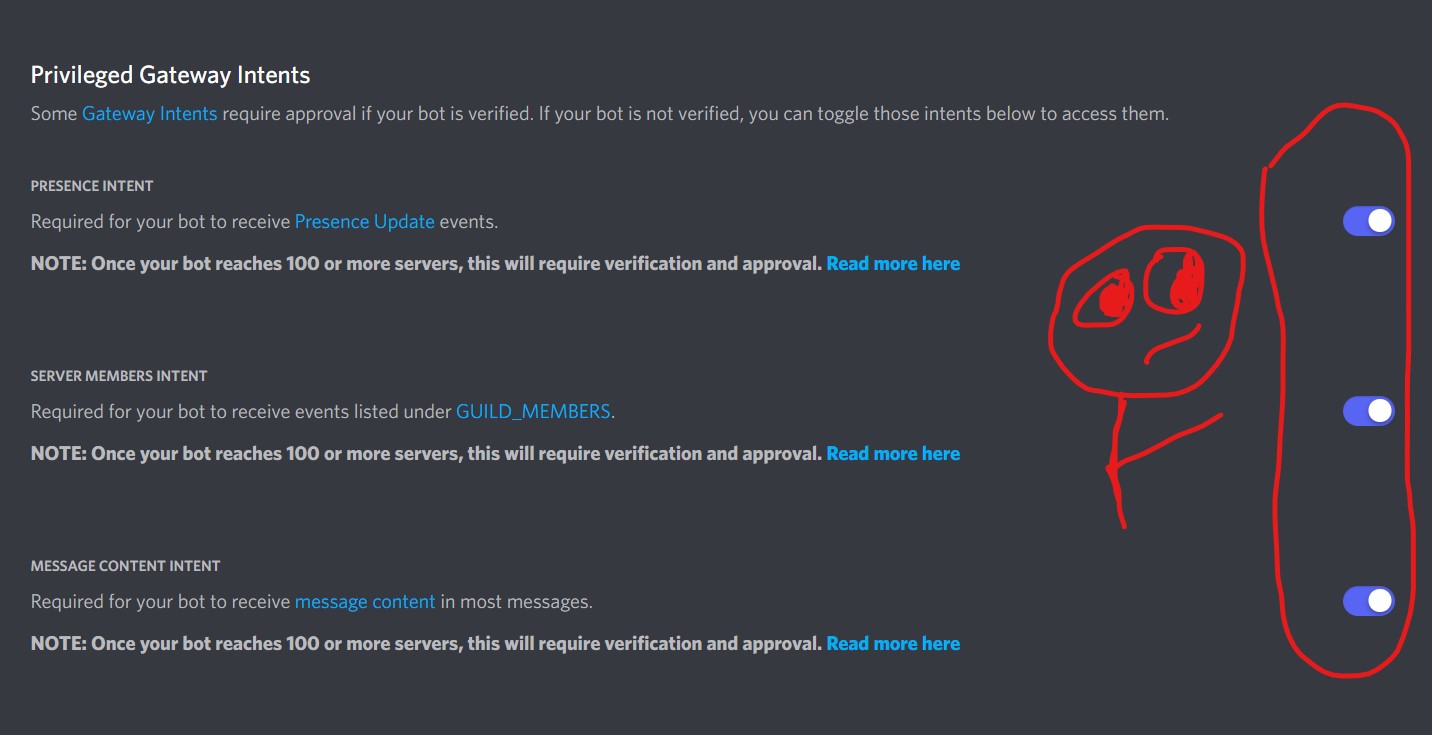 Privileged Gateway Intents
Some Gateway Intents require approval if your bot is verified. If your bot is not verified, you can toggle those intents below to access them.
PRESENCE INTENT
Required for your bot to receive Presence Update events.
NOTE: Once your bot reaches 100 or more servers, this will require verification and approval. Read more here
SERVER MEMBERS INTENT
Required for your bot to receive events listed under GUILD_MEMBERS.
NOTE: Once your bot reaches 100 or more servers, this will require verification and approval. Read more here
MESSAGE CONTENT INTENT
Required for your bot to receive message content in most messages.
NOTE: Once your bot reaches 100 or more servers, this will require verification and approval. Read more here